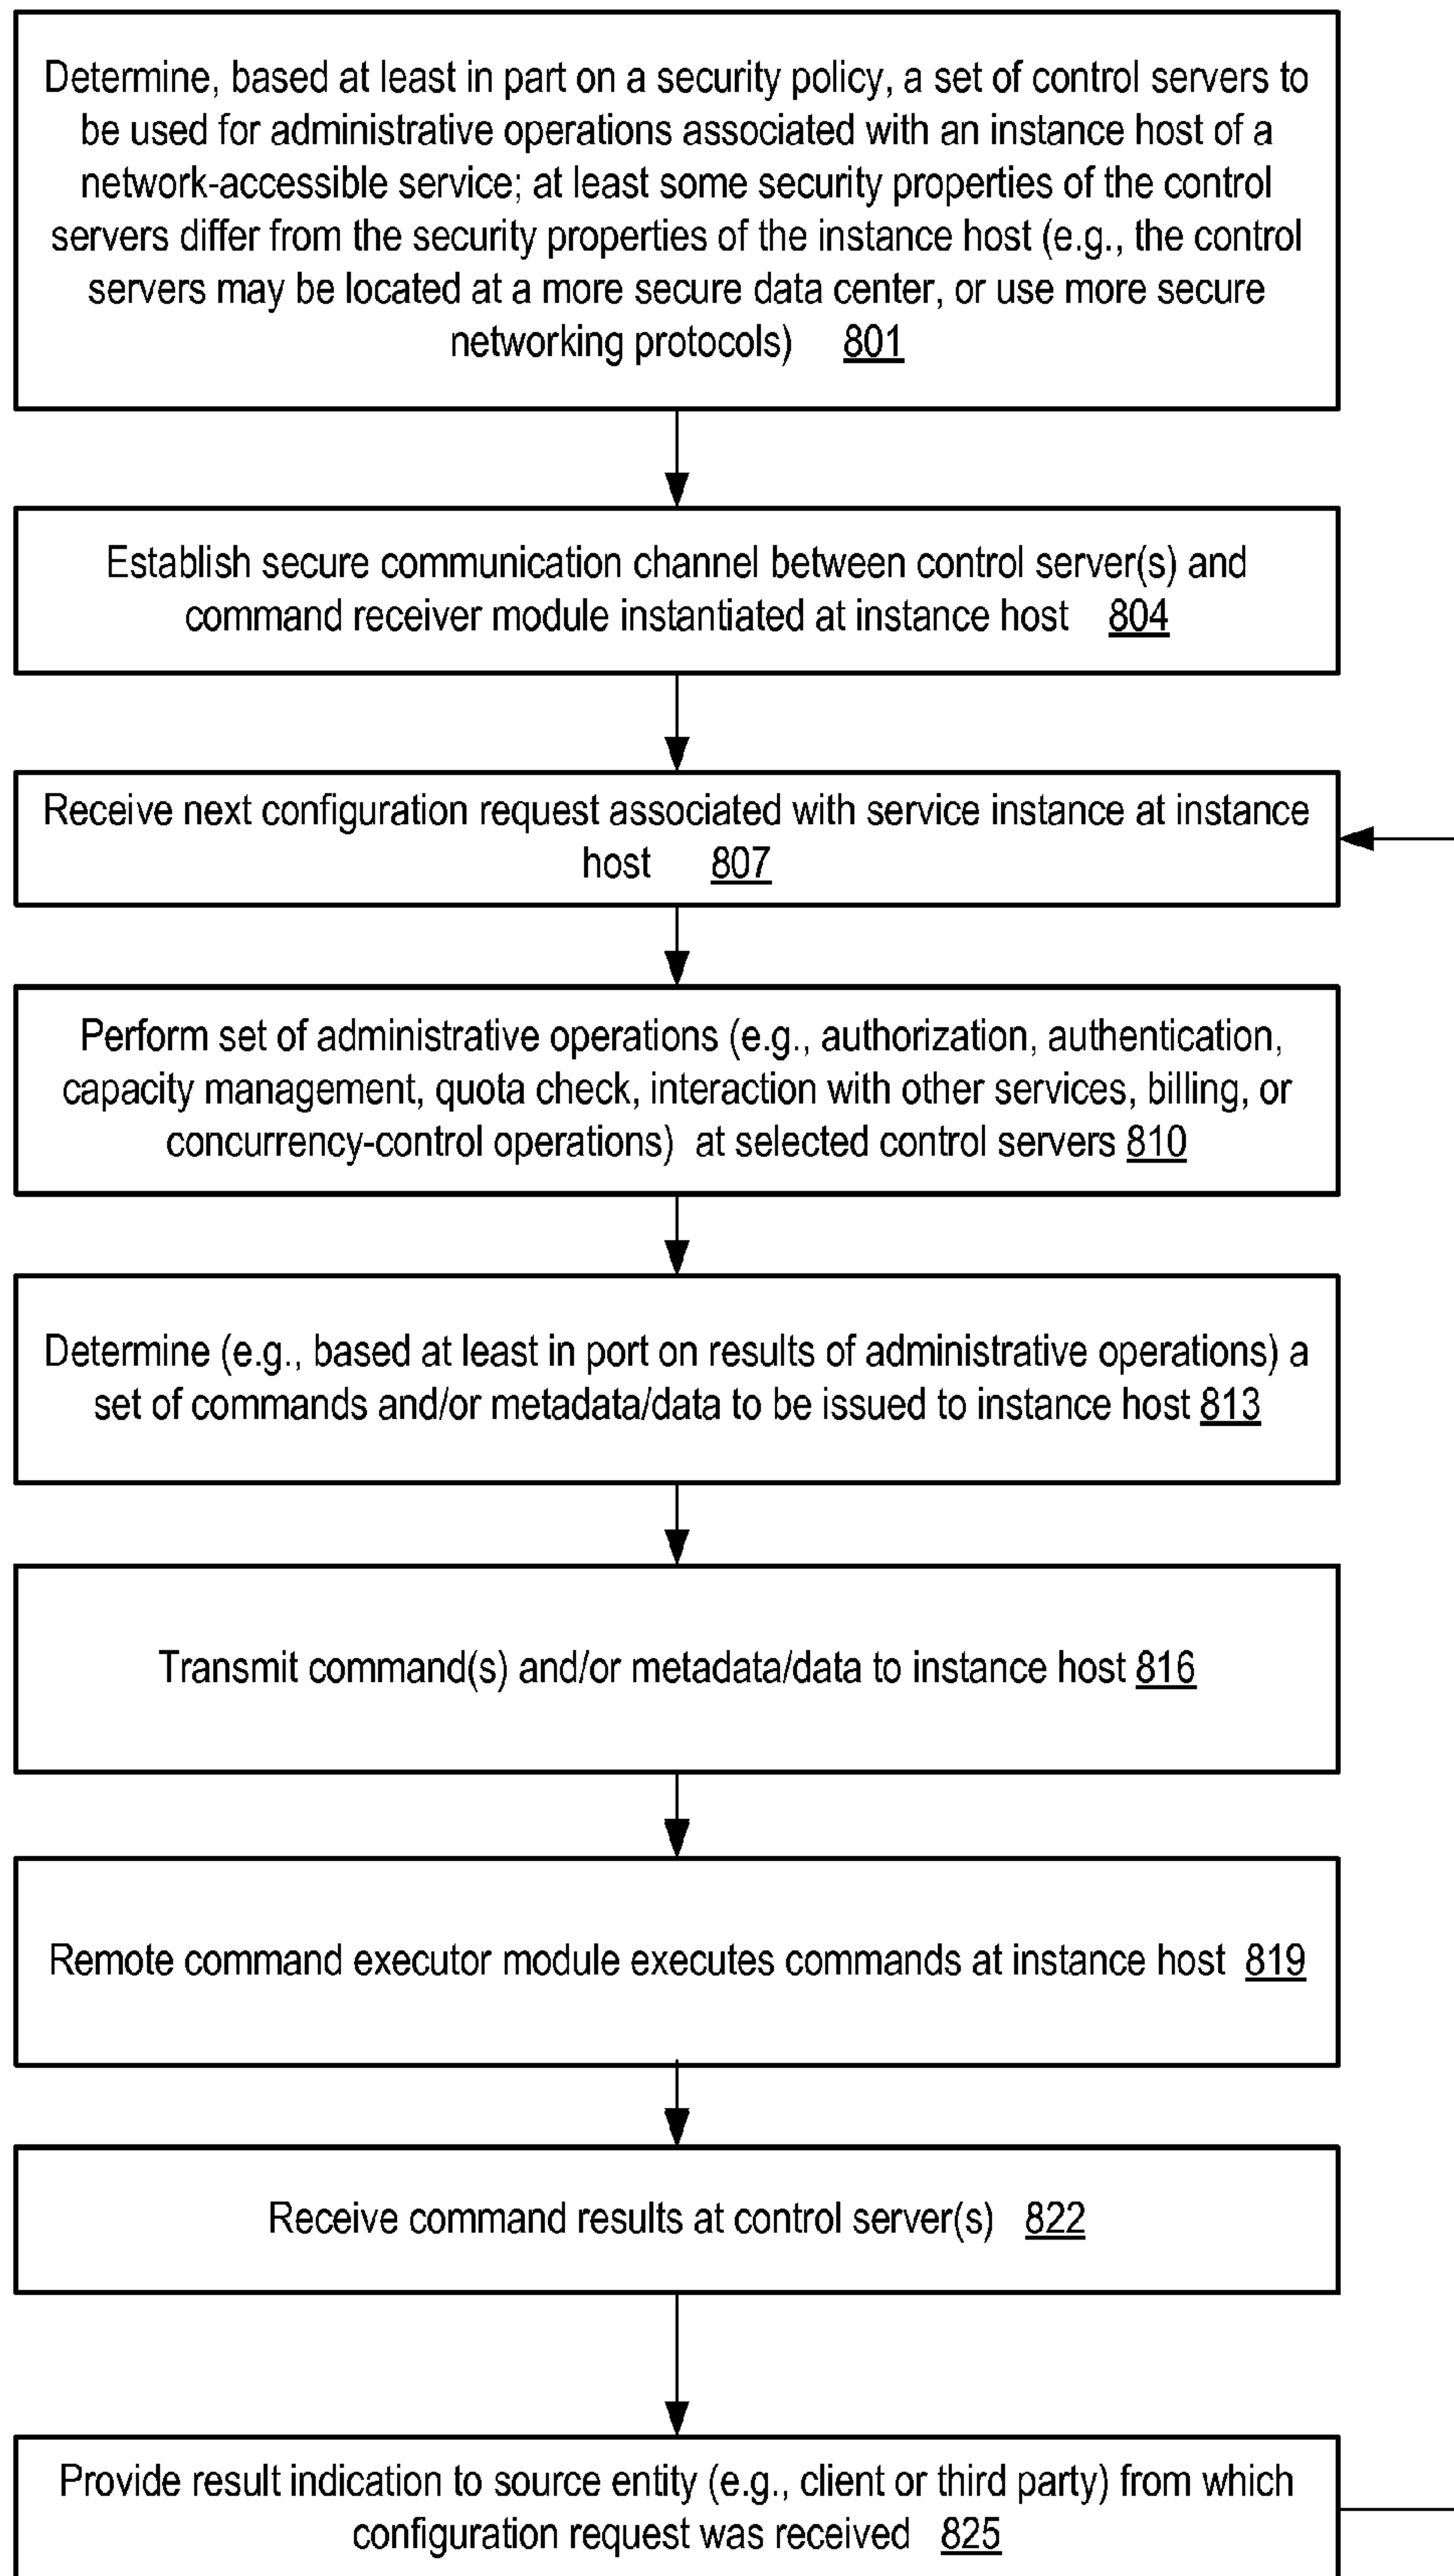 Determine, based at least in part on a security policy, a set of control servers to
be used for administrative operations associated with an instance host of a
network-accessible service; at least some security properties of the control
servers differ from the security properties of the instance host (e.g., the control
servers may be located at a more secure data center, or use more secure
networking protocols) 801
Establish secure communication channel between control server(s) and
command receiver module instantiated at instance host 804
Receive next configuration request associated with service instance at instance
host 807
Perform set of administrative operations (e.g., authorization, authentication,
capacity management, quota check, interaction with other services, billing, or
concurrency-control operations) at selected control servers 810
Determine (e.g., based at least in port on results of administrative operations) a
set of commands and/or metadata/data to be issued to instance host 813
Transmit command(s) and/or metadata/data to instance host 816
Remote command executor module executes commands at instance host 819
Receive command results at control server(s) 822
Provide result indication to source entity (e.g., client or third party) from which
configuration request was received 825